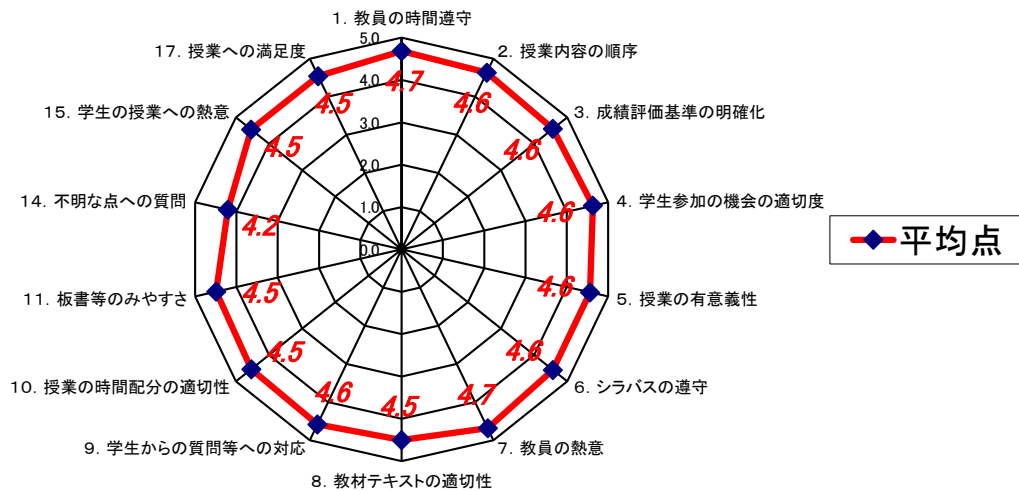 1. 教員の時間遵守
2. 授業内容の順序
3. 成績評価基準の明確化
4. 学生参加の機会の適切度
5. 授業の有意義性
6. シラバスの遵守
7. 教員の熱意
8. 教材テキストの適切性
9. 学生からの質問等への対応
10. 授業の時間配分の適切性
11. 板書等のみやすさ
14. 不明な点への質問
15. 学生の授業への熱意
17. 授業への満足度
5.0
4.0
3.0
2.0
1.0
0.0
4.7
4.6
4.6
4.6
4.6
4.6
4.7
4.5
4.6
4.5
4.5
4.2
4.5
4.5
平均点